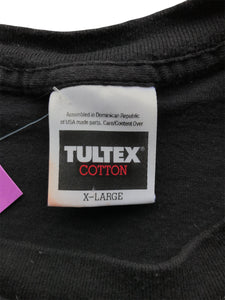 Assembled in Dominican Republic
of USA made parts. Care/Content Over
TULTEX®
COTTON
X-LARGE